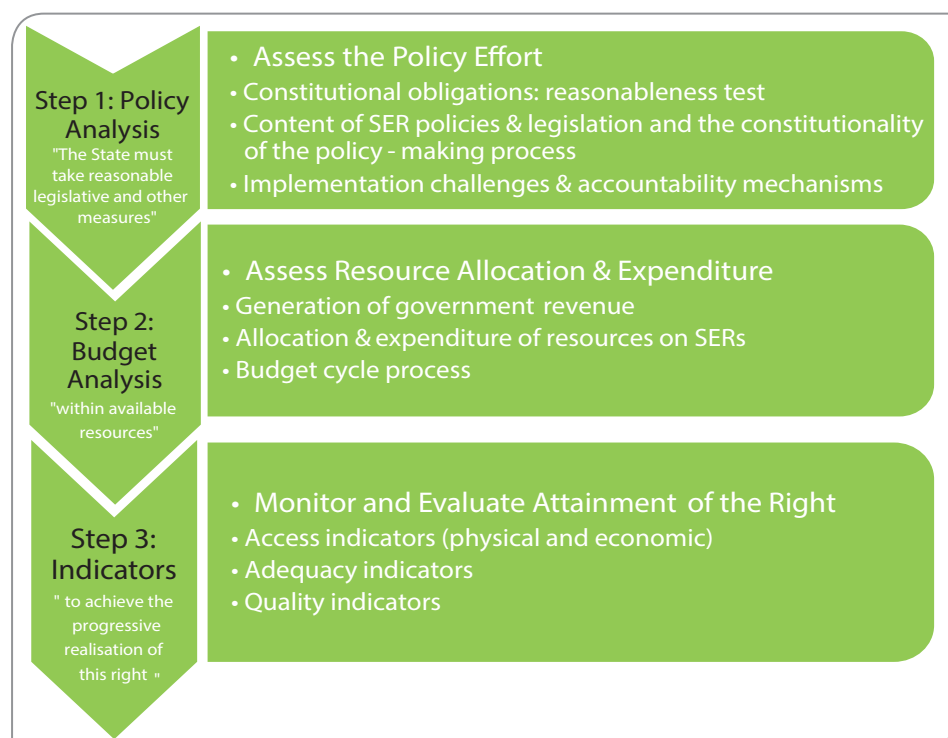 Step 1: Policy
Analysis
"The State must
take reasonable
legislative and other
measures"
• Assess the Policy Effort
• Constitutional obligations: reasonableness test
• Content of SER policies & legislation and the constitutionality
of the policy - making process
• Implementation challenges & accountability mechanisms
Step 2:
Budget
Analysis
"within available
resources"
• Assess Resource Allocation & Expenditure
• Generation of government revenue
• Allocation & expenditure of resources on SERs
• Budget cycle process
Step 3:
Indicators
" to achieve the
progressive
realisation of
this right "
• Monitor and Evaluate Attainment of the Right
• Access indicators (physical and economic)
• Adequacy indicators
• Quality indicators